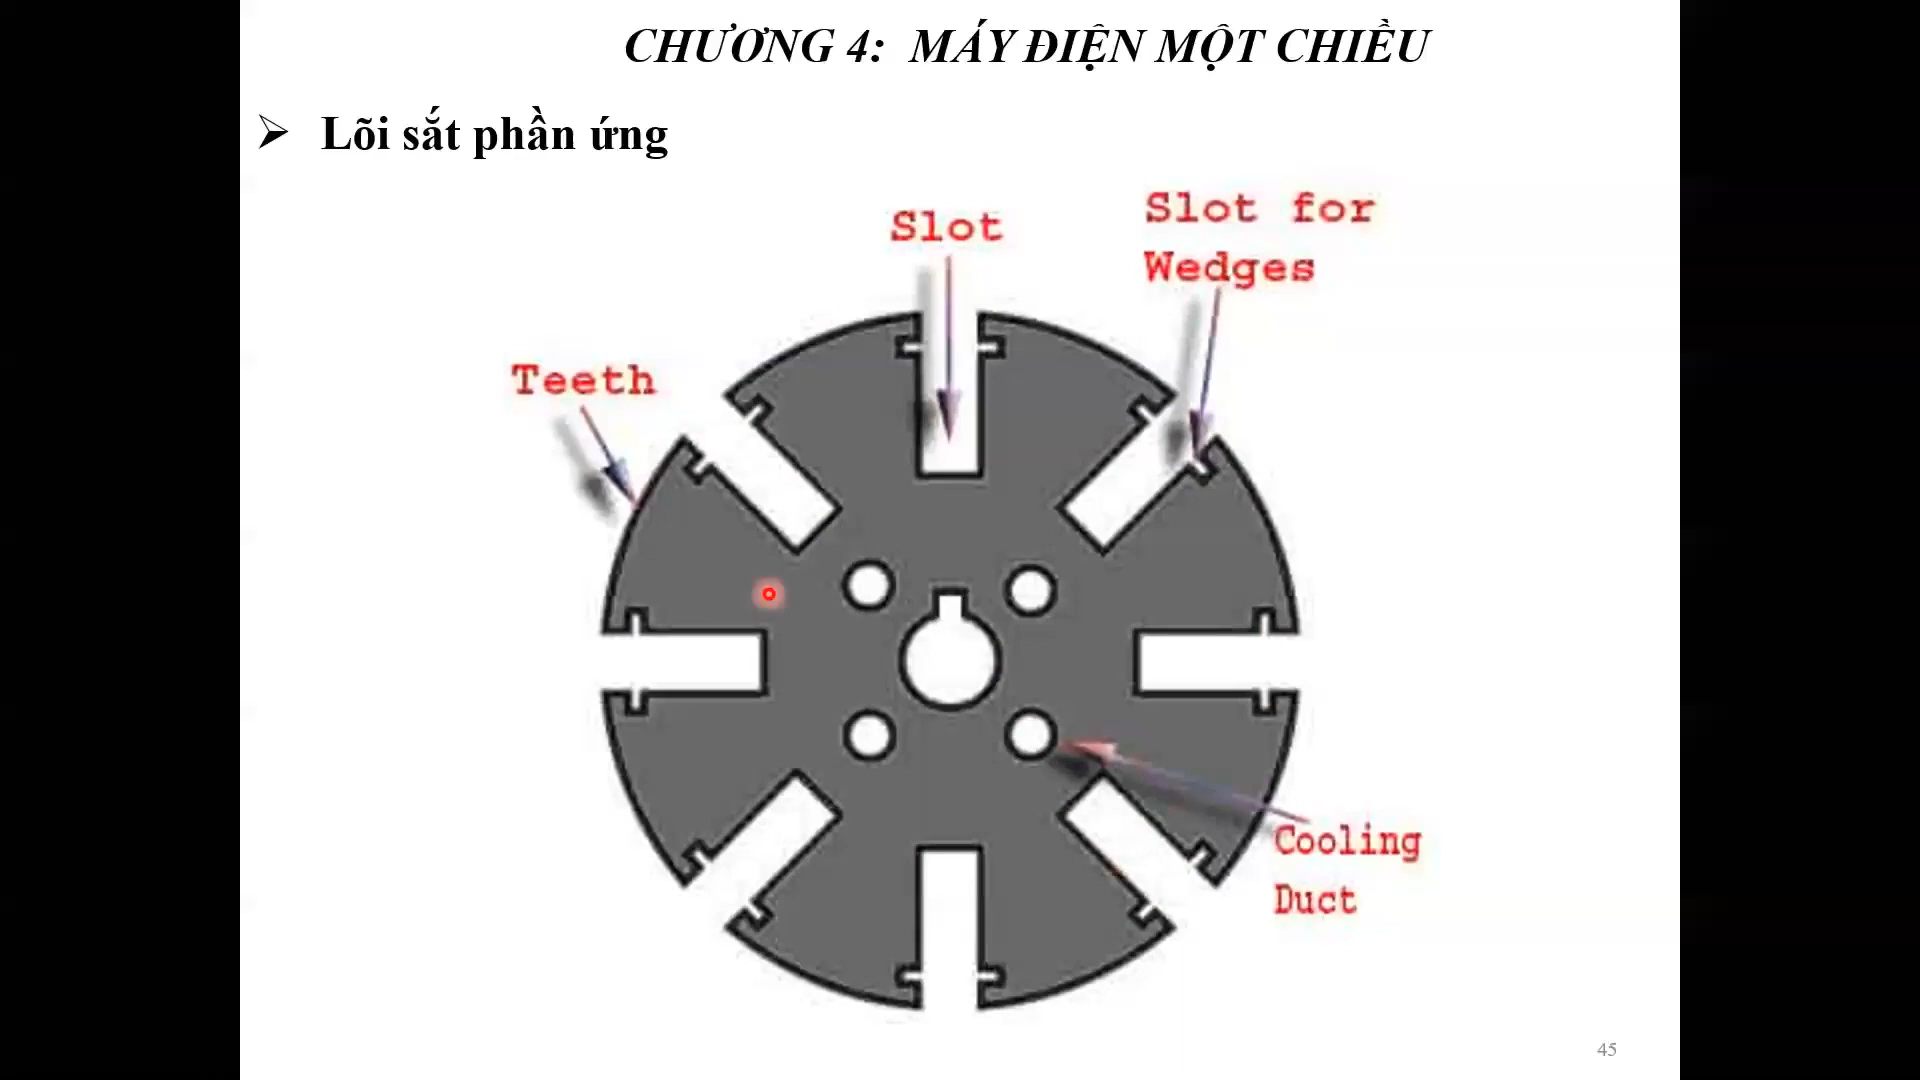 CHƯƠNG 4: MÁY ĐIỆN MỘT CHIỀU
➢ Lõi sắt phần ứng
Slot
Slot for
Wedges
Teeth
Cooling
Duct
45